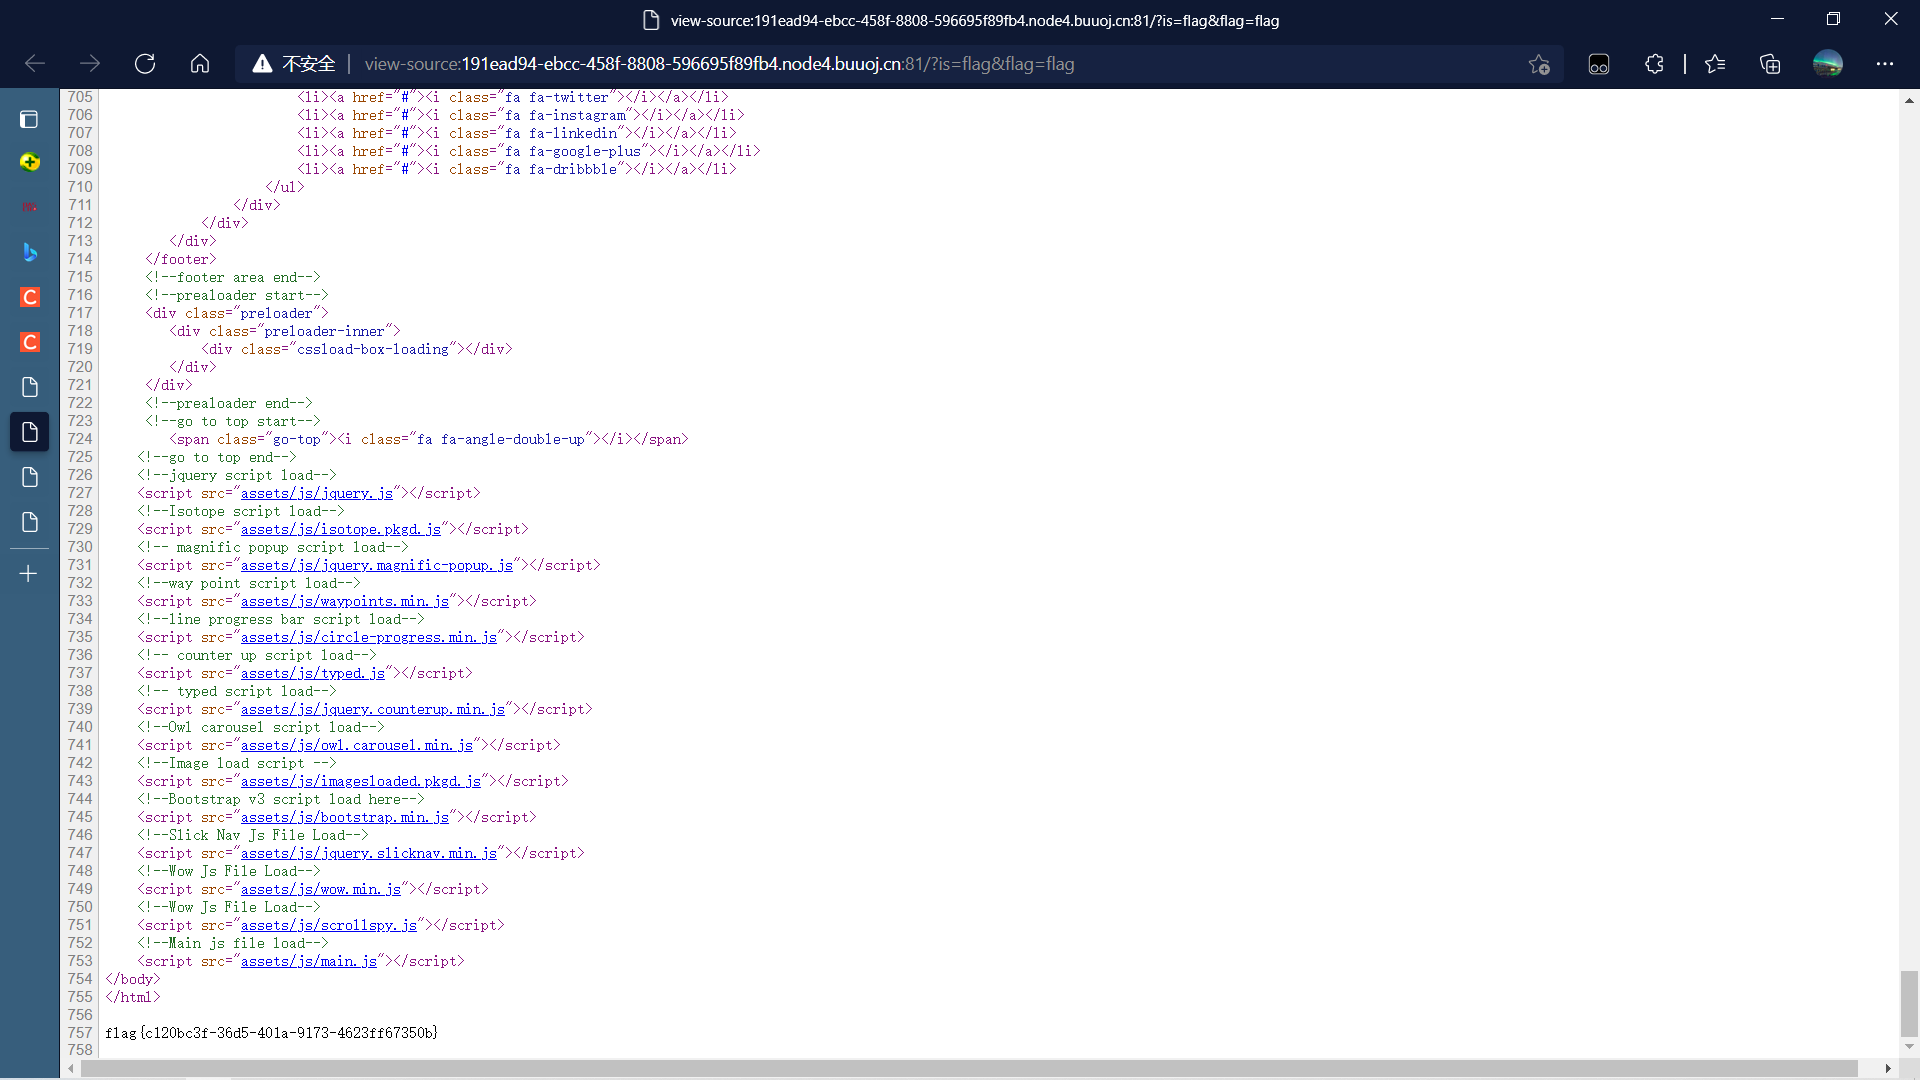 view-source:191ead94-ebcc-458f-8808-596695f89fb4.node4.buuoj.cn:81/?is=flag&flag=flag
不安全 view-source:191ead94-ebcc-458f-8808-596695f89fb4.node4.buuoj.cn:81/?is=flag&flag=flag
705 <li><a href="#"><i class="fa fa-twitter"></i></a></li>
706 <li><a href="#"><i class="fa fa-instagram"></i></a></li>
707 <li><a href="#"><i class="fa fa-linkedin"></i></a></li>
708 <li><a href="#"><i class="fa fa-google-plus"></i></a></li>
709 <li><a href="#"><i class="fa fa-dribbble"></i></a></li>
710 </ul>
711 </div>
712 </div>
713 </div>
714 </footer>
715 <!--footer area end-->
716 <!--prealoader start-->
717 <div class="preloader">
718 <div class="preloader-inner">
719 <div class="cssload-box-loading"></div>
720 </div>
721 </div>
722 <!--prealoader end-->
723 <!--go to top start-->
724 <span class="go-top"><i class="fa fa-angle-double-up"></i></span>
725 <!--go to top end-->
726 <!--jquery script load-->
727 <script src="assets/js/jquery.js"></script>
728 <!--Isotope script load-->
729 <script src="assets/js/isotope.pkgd.js"></script>
730 <!-- magnific popup script load-->
731 <script src="assets/js/jquery.magnific-popup.js"></script>
732 <!--way point script load-->
733 <script src="assets/js/waypoints.min.js"></script>
734 <!--line progress bar script load-->
735 <script src="assets/js/circle-progress.min.js"></script>
736 <!-- counter up script load-->
737 <script src="assets/js/typed.js"></script>
738 <!-- typed script load-->
739 <script src="assets/js/jquery.counterup.min.js"></script>
740 <!--Owl carousel script load-->
741 <script src="assets/js/owl.carousel.min.js"></script>
742 <!--Image load script -->
743 <script src="assets/js/imagesloaded.pkgd.js"></script>
744 <!--Bootstrap v3 script load here-->
745 <script src="assets/js/bootstrap.min.js"></script>
746 <!--Slick Nav Js File Load-->
747 <script src="assets/js/jquery.slicknav.min.js"></script>
748 <!--Wow Js File Load-->
749 <script src="assets/js/wow.min.js"></script>
750 <!--Wow Js File Load-->
751 <script src="assets/js/scrollspy.js"></script>
752 <!--Main js file load-->
753 <script src="assets/js/main.js"></script>
754 </body>
755 </html>
756
757 flag{c120bc3f-36d5-401a-9173-4623ff67350b}
758